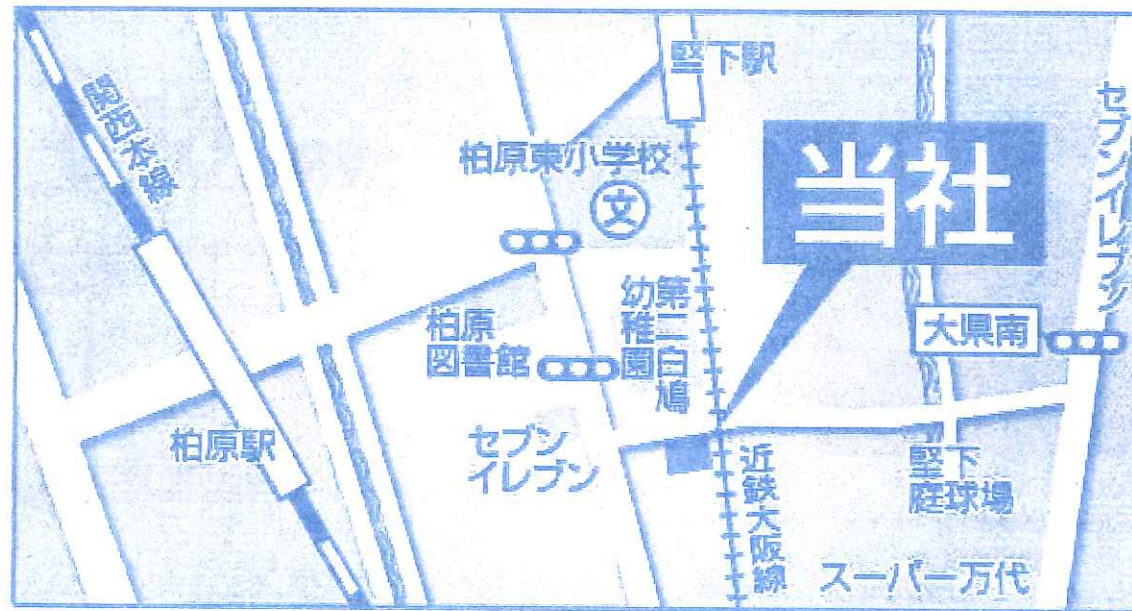 堅下駅
関西本線
柏原東小学校
文
当社
セブンイレブン
幼稚園
第二白鳩
柏原
図書館
大県南
柏原駅
セブン
イレブン
近鉄大阪線
堅下
庭球場
スーパー万代